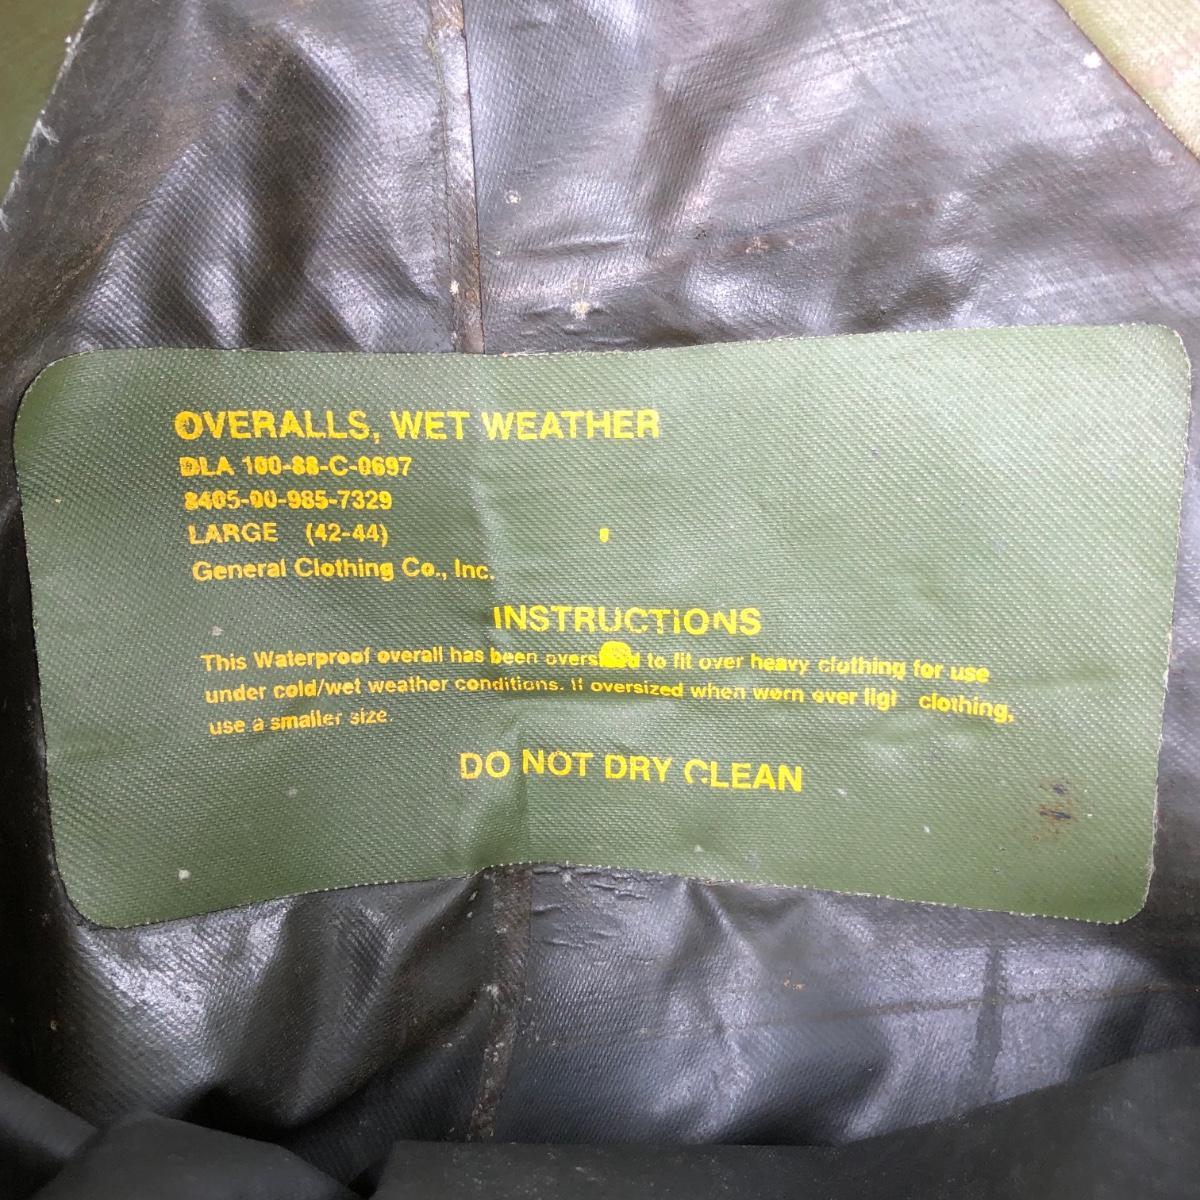 OVERALLS, WET WEATHER
DLA 100-88-C-0697
8405-00-985-7329
LARGE (42-44)
General Clothing Co., Inc.
INSTRUCTIONS
This Waterproof overall has been oversized to fit over heavy clothing for use
under cold/wet weather conditions. If oversized when worn over clothing,
use a smaller size.
DO NOT DRY CLEAN